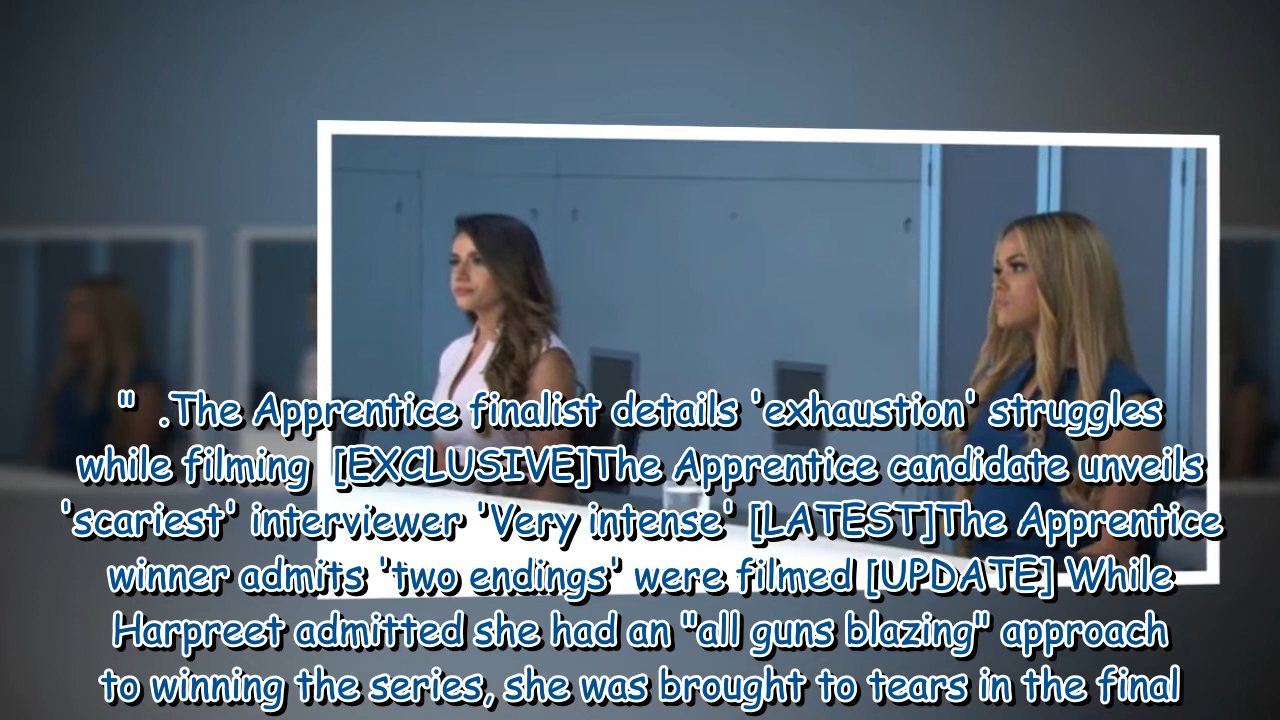 " .The Apprentice finalist details 'exhaustion' struggles
while filming [EXCLUSIVE]The Apprentice candidate unveils
'scariest' interviewer 'Very intense' [LATEST]The Apprentice
winner admits 'two endings' were filmed [UPDATE] While
Harpreet admitted she had an "all guns blazing" approach
to winning the series, she was brought to tears in the final